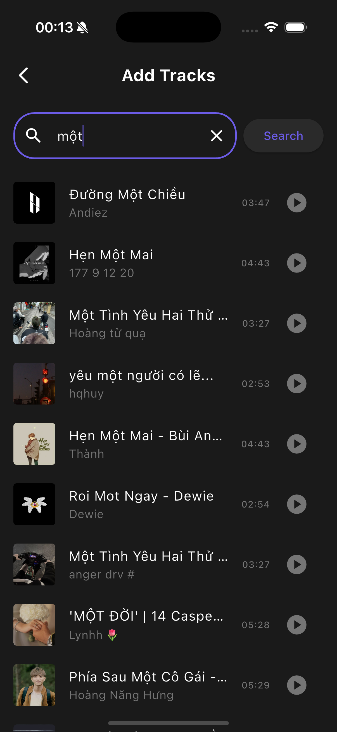 00:13
Add Tracks
một
Search
Đường Một Chiều
Andiez
03:47
Hẹn Một Mai
177 9 12 20
04:43
Một Tình Yêu Hai Thử ...
Hoàng từ quạ
03:27
yêu một người có lẽ...
hqhuy
02:53
Hẹn Một Mai - Bùi An...
Thành
04:43
Roi Mot Ngay - Dewie
Dewie
02:54
Một Tình Yêu Hai Thử ...
anger drv #
03:27
'MỘT ĐỜI' | 14 Caspe...
Lynhh 🌷
05:28
Phía Sau Một Cô Gái -...
Hoàng Năng Hưng
05:29